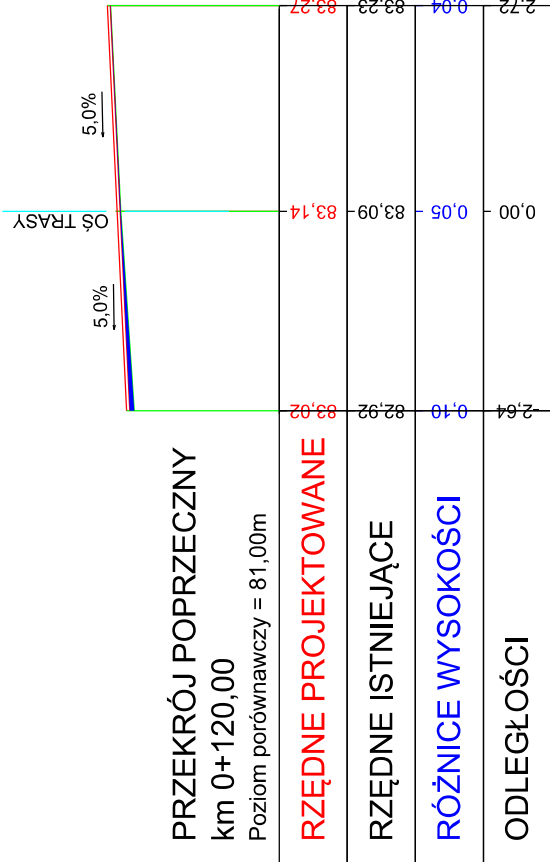 5,0%
5,0%
OŚ TRASY
PRZEKRÓJ POPRZECZNY
km 0+120,00
Poziom porównawczy = 81,00m
RZĘDNE PROJEKTOWANE
83,02
83,14
83,27
RZĘDNE ISTNIEJĄCE
82,92
83,09
83,23
RÓŻNICE WYSOKOŚCI
0,10
0,05
0,04
ODLEGŁOŚCI
-2,64
0,00
2,72